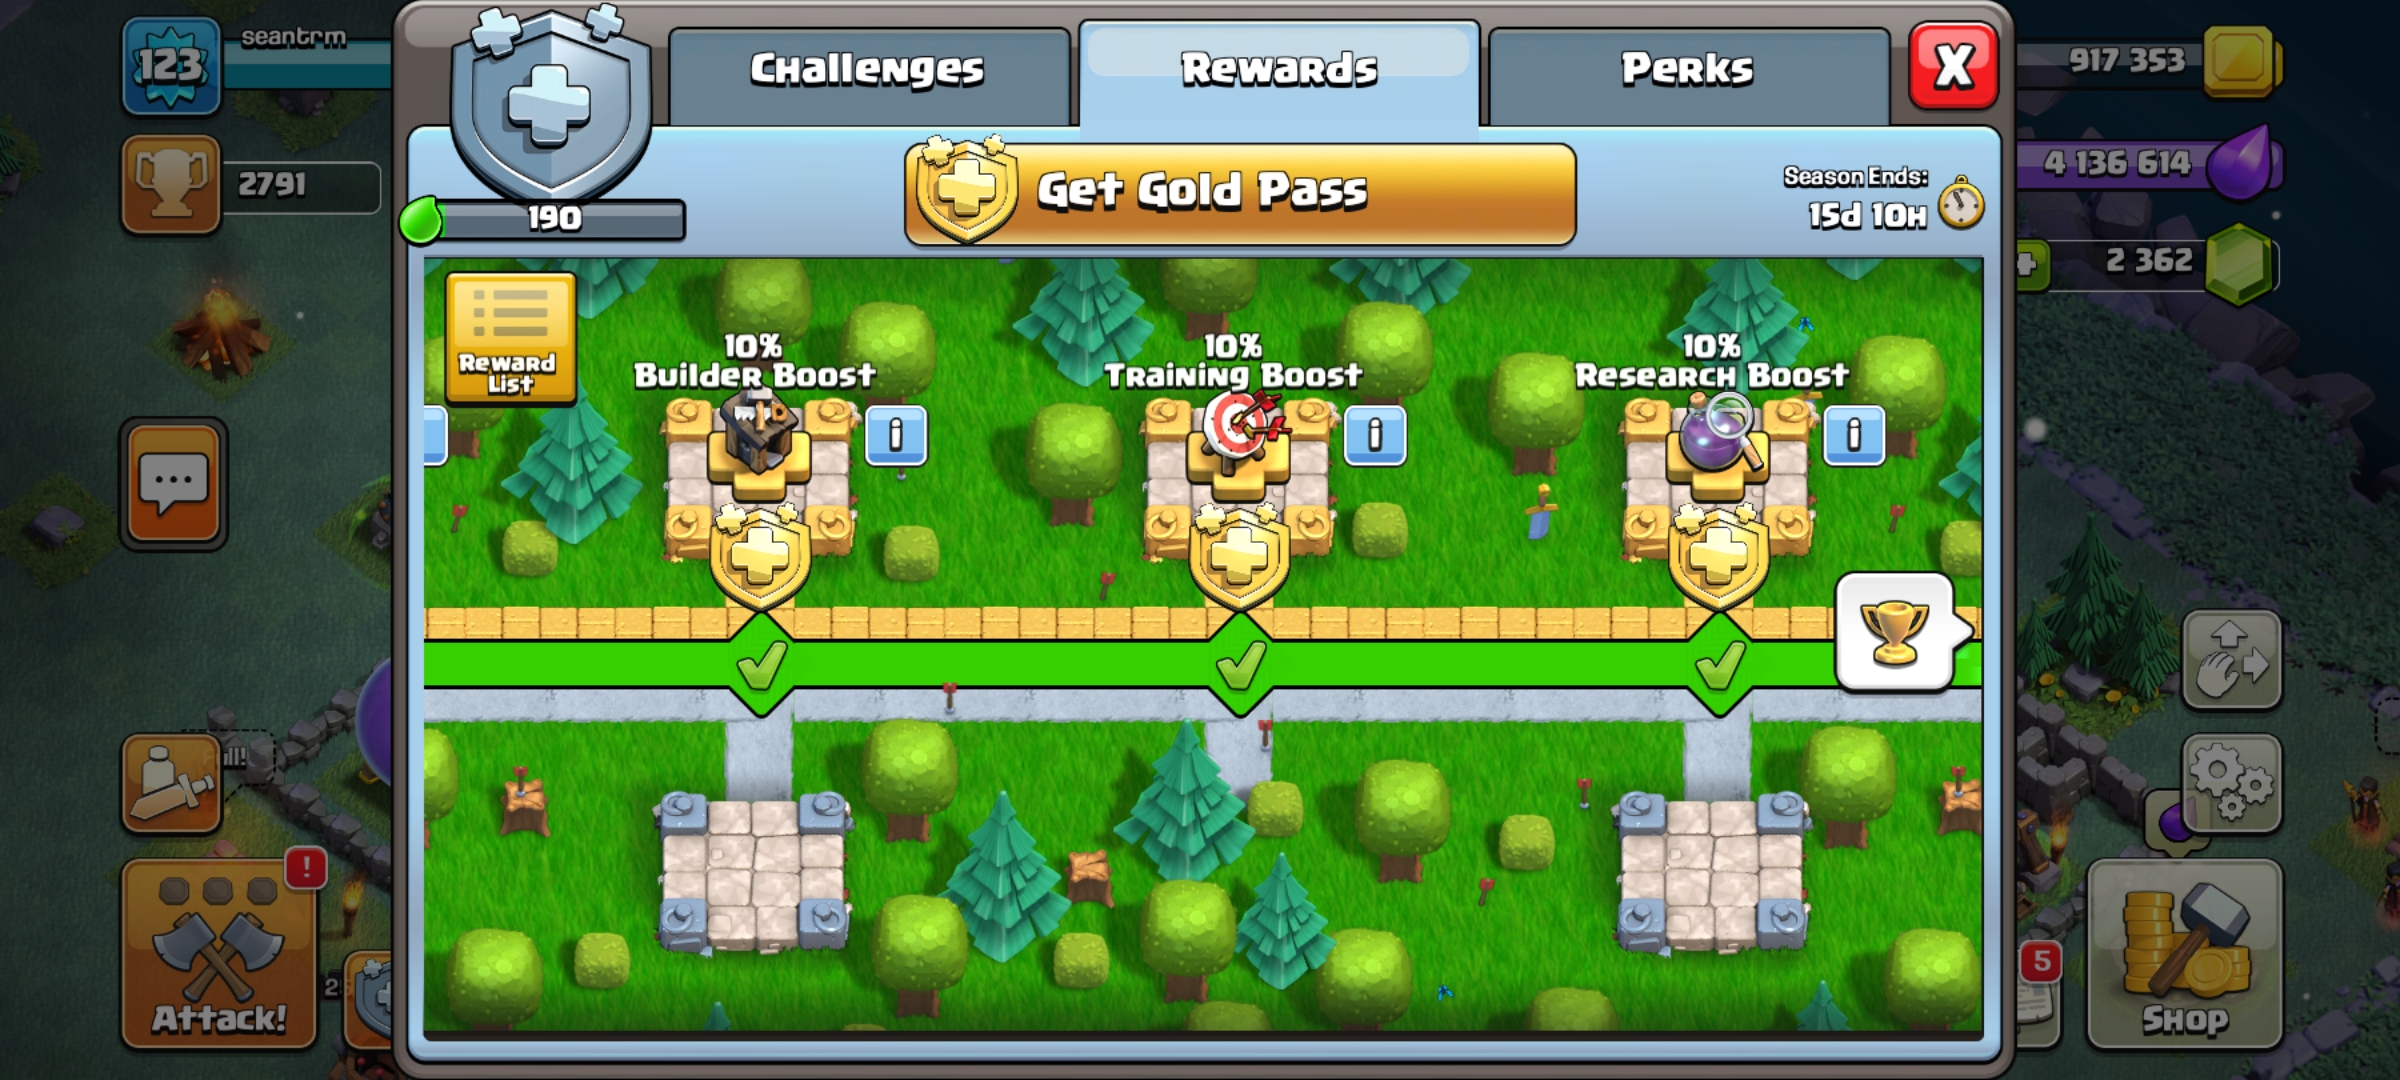 123
seantrm
2791
Challenges
Rewards
Perks
X
917 353
4 136 614
2 362
190
Get Gold Pass
Season Ends:
15d 10H
Reward
List
10%
Builder Boost
10%
Training Boost
10%
Research Boost
i
i
i
!
Attack!
5
Shop